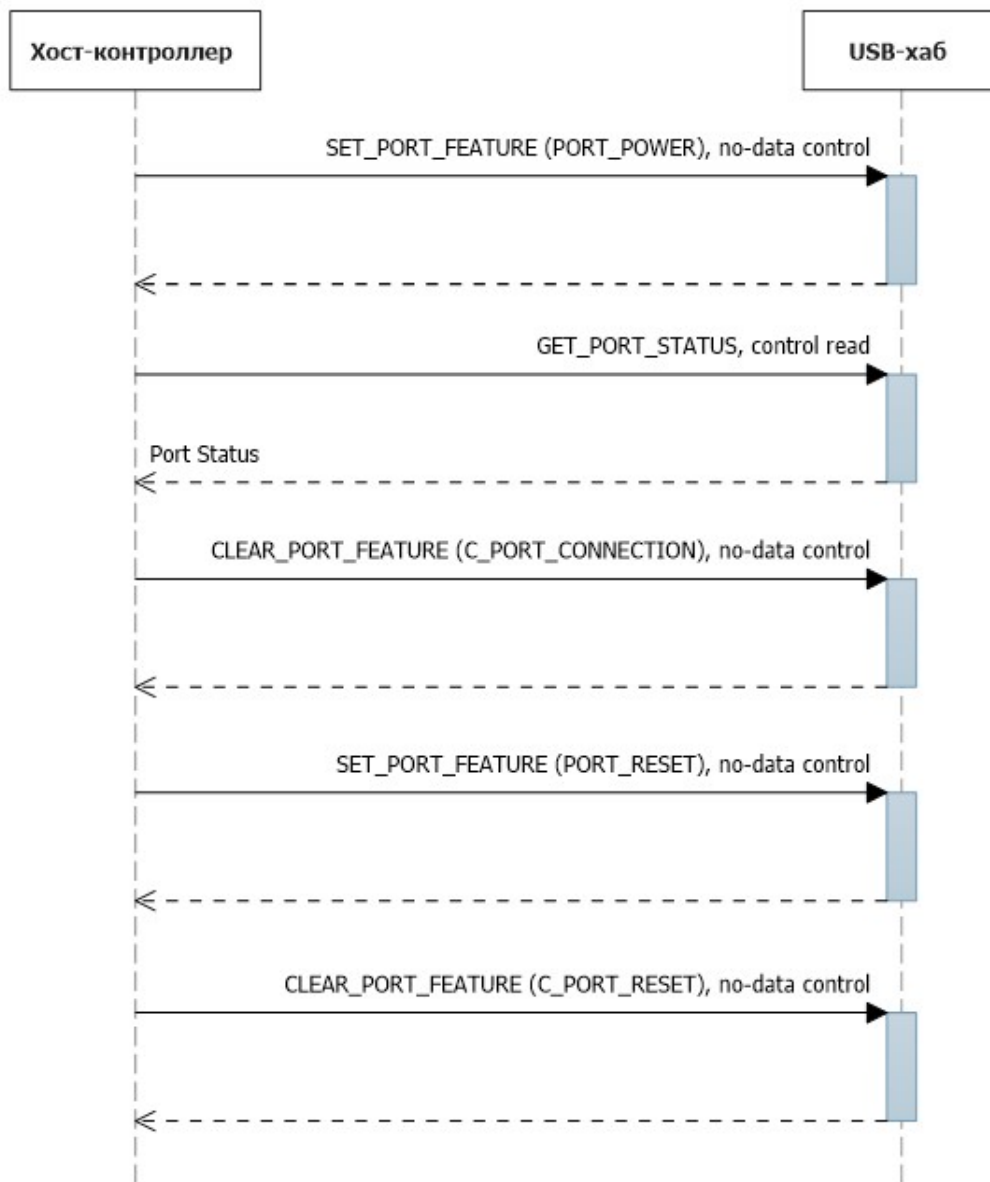 Хост-контроллер
USB-хаб
SET_PORT_FEATURE (PORT_POWER), no-data control
GET_PORT_STATUS, control read
Port Status
CLEAR_PORT_FEATURE (C_PORT_CONNECTION), no-data control
SET_PORT_FEATURE (PORT_RESET), no-data control
CLEAR_PORT_FEATURE (C_PORT_RESET), no-data control